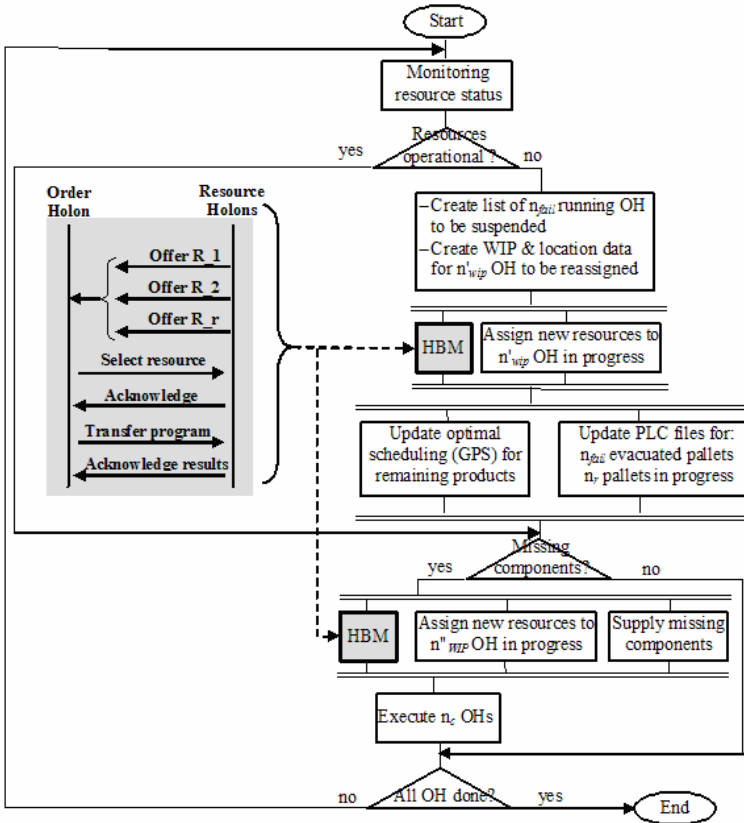 Start
Monitoring
resource status
Resources
operational ?
yes
no
Order
Holon
Resource
Holons
Offer R_1
Offer R_2
Offer R_r
Select resource
Acknowledge
Transfer program
Acknowledge results
–Create list of nfail running OH
to be suspended
–Create WIP & location data
for n'wip OH to be reassigned
HBM
Assign new resources to
n'wip OH in progress
Update optimal
scheduling (GPS) for
remaining products
Update PLC files for:
nfail evacuated pallets
nr pallets in progress
Missing
components?
yes
no
HBM
Assign new resources to
n"WIP OH in progress
Supply missing
components
Execute nc OHs
All OH done?
no
yes
End